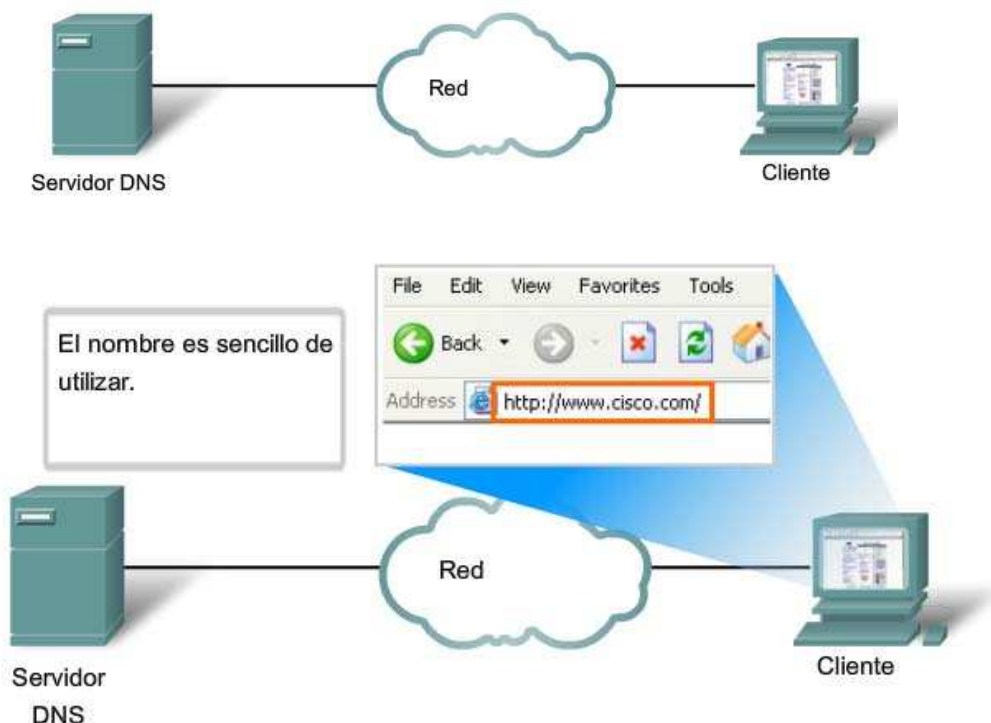 Red
Servidor DNS
Cliente
El nombre es sencillo de
utilizar.
File Edit View Favorites Tools
Back
Address http://www.cisco.com/
Red
Servidor
DNS
Cliente